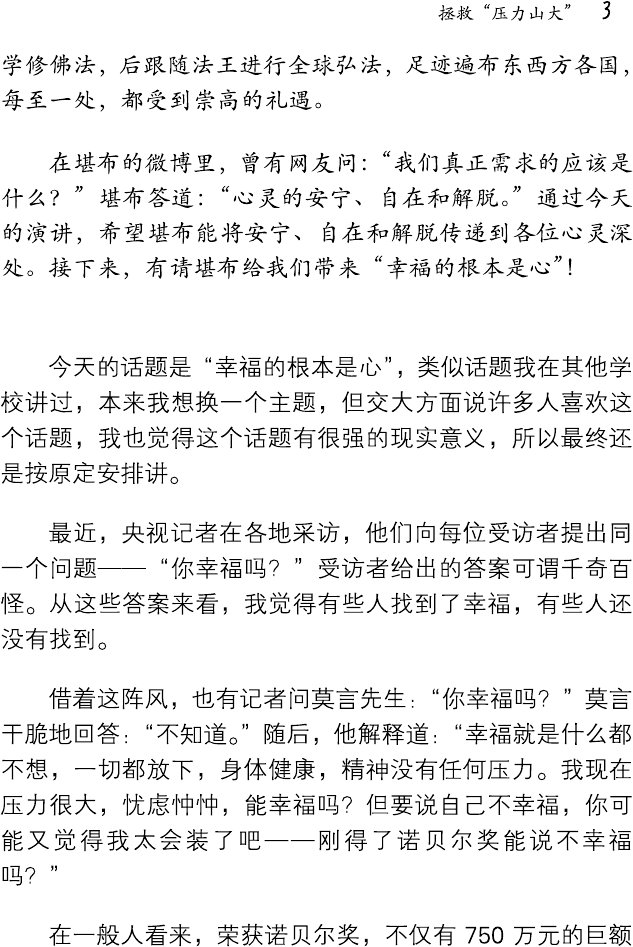 拯救“压力山大” 3
学修佛法，后跟随法王进行全球弘法，足迹遍布东西方各国，
每至一处，都受到崇高的礼遇。
在堪布的微博里，曾有网友问：“我们真正需求的应该是
什么？”堪布答道：“心灵的安宁、自在和解脱。”通过今天
的演讲，希望堪布能将安宁、自在和解脱传递到各位心灵深
处。接下来，有请堪布给我们带来“幸福的根本是心”！
今天的话题是“幸福的根本是心”，类似话题我在其他学
校讲过，本来我想换一个主题，但交大方面说许多人喜欢这
个话题，我也觉得这个话题有很强的现实意义，所以最终还
是按原定安排讲。
最近，央视记者在各地采访，他们向每位受访者提出同
一个问题——“你幸福吗？”受访者给出的答案可谓千奇百
怪。从这些答案来看，我觉得有些人找到了幸福，有些人还
没有找到。
借着这阵风，也有记者问莫言先生：“你幸福吗？”莫言
干脆地回答：“不知道。”随后，他解释道：“幸福就是什么都
不想，一切都放下，身体健康，精神没有任何压力。我现在
压力很大，忧虑忡忡，能幸福吗？但要说自己不幸福，你可
能又觉得我太会装了吧——刚得了诺贝尔奖能说不幸福
吗？”
在一般人看来，荣获诺贝尔奖，不仅有 750 万元的巨额